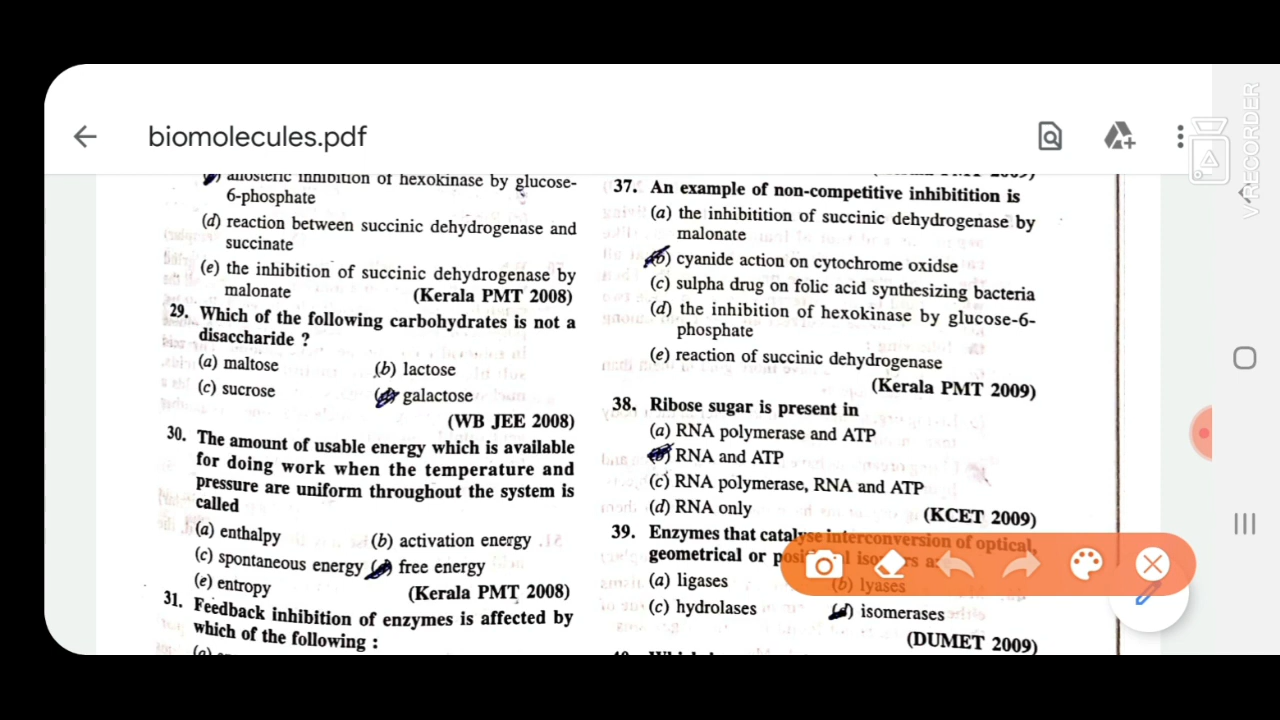 biomolecules.pdf
VRECORDER
allosteric inhibition of hexokinase by glucose-
6-phosphate
(d) reaction between succinic dehydrogenase and
succinate
(e) the inhibition of succinic dehydrogenase by
malonate (Kerala PMT 2008)
29. Which of the following carbohydrates is not a
disaccharide ?
(a) maltose (b) lactose
(c) sucrose (d) galactose
(WB JEE 2008)
30. The amount of usable energy which is available
for doing work when the temperature and
pressure are uniform throughout the system is
called
(a) enthalpy (b) activation energy
(c) spontaneous energy (d) free energy
(e) entropy (Kerala PMT 2008)
31. Feedback inhibition of enzymes is affected by
which of the following :
37. An example of non-competitive inhibitition is
(a) the inhibitition of succinic dehydrogenase by
malonate
(b) cyanide action on cytochrome oxidse
(c) sulpha drug on folic acid synthesizing bacteria
(d) the inhibition of hexokinase by glucose-6-
phosphate
(e) reaction of succinic dehydrogenase
(Kerala PMT 2009)
38. Ribose sugar is present in
(a) RNA polymerase and ATP
(b) RNA and ATP
(c) RNA polymerase, RNA and ATP
(d) RNA only (KCET 2009)
39. Enzymes that catalyse interconversion of optical,
geometrical or positional isomers are
(a) ligases (b) lyases
(c) hydrolases (d) isomerases
(DUMET 2009)